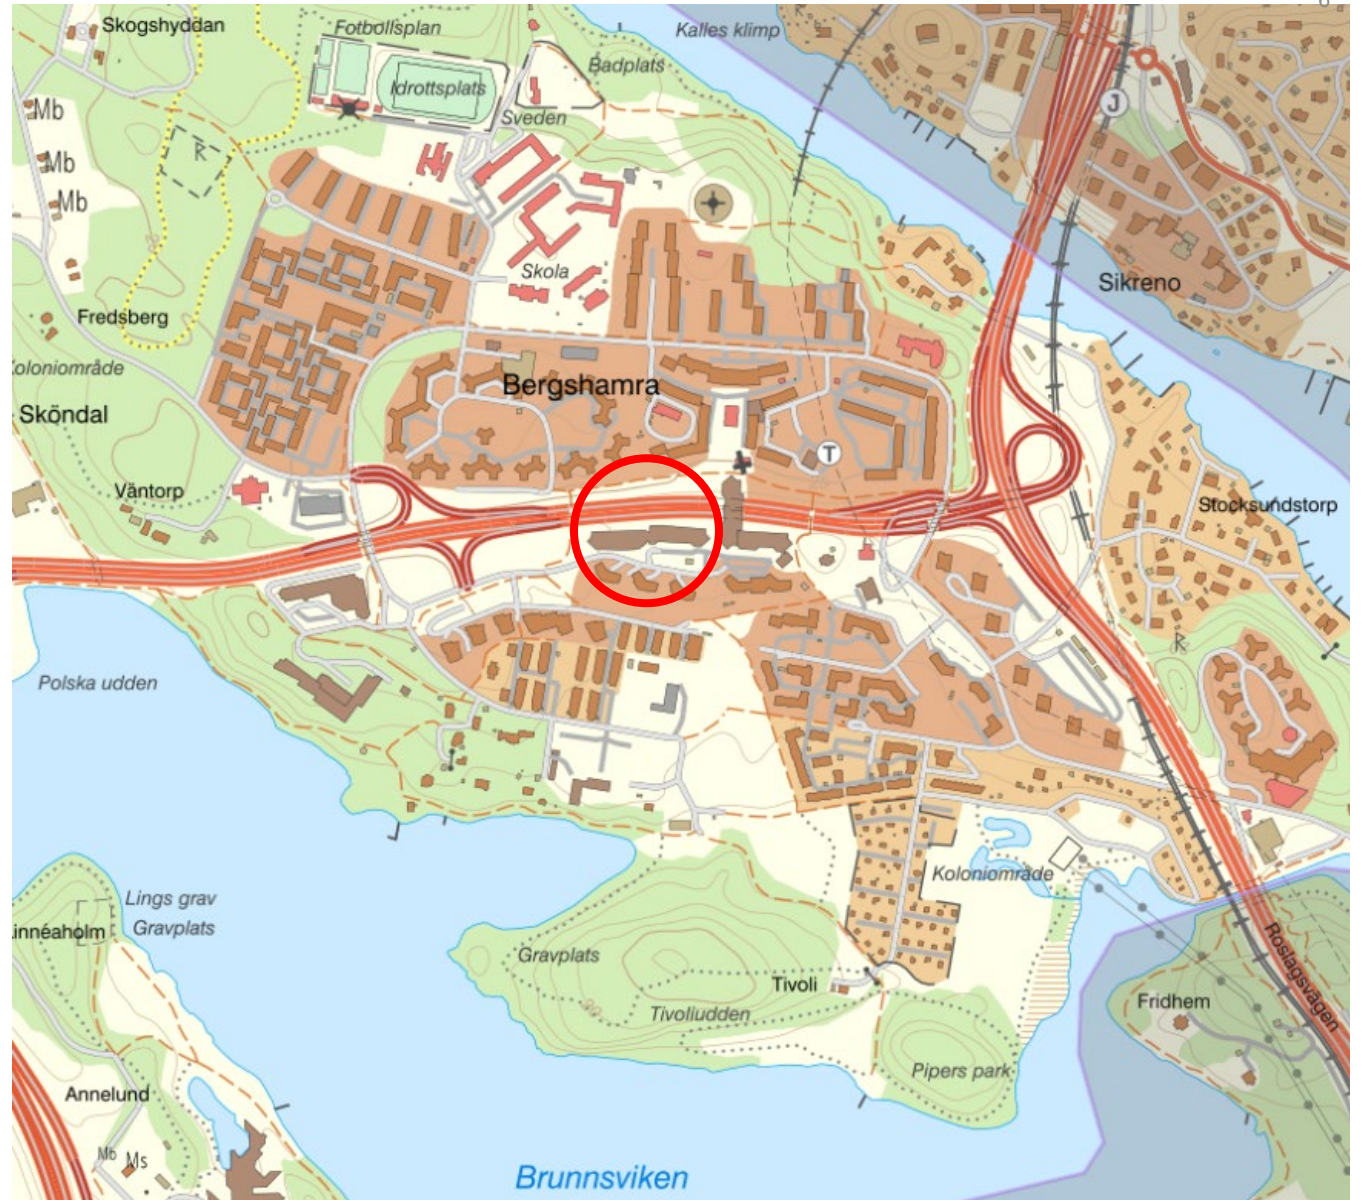 Skogshyddan
Fotbollsplan
Kalles klimp
Badplats
Idrottsplats
J
Mb
Sveden
Mb
Mb
Skola
Sikreno
Fredsberg
Koloniområde
Bergshamra
Sköndal
T
Väntorp
Stocksundstorp
Polska udden
Koloniområde
Lings grav
Gravplats
innéaholm
Gravplats
Tivoli
Roslagsvägen
Fridhem
Tivoliudden
Pipers park
Annelund
Mb
Ms
Brunnsviken